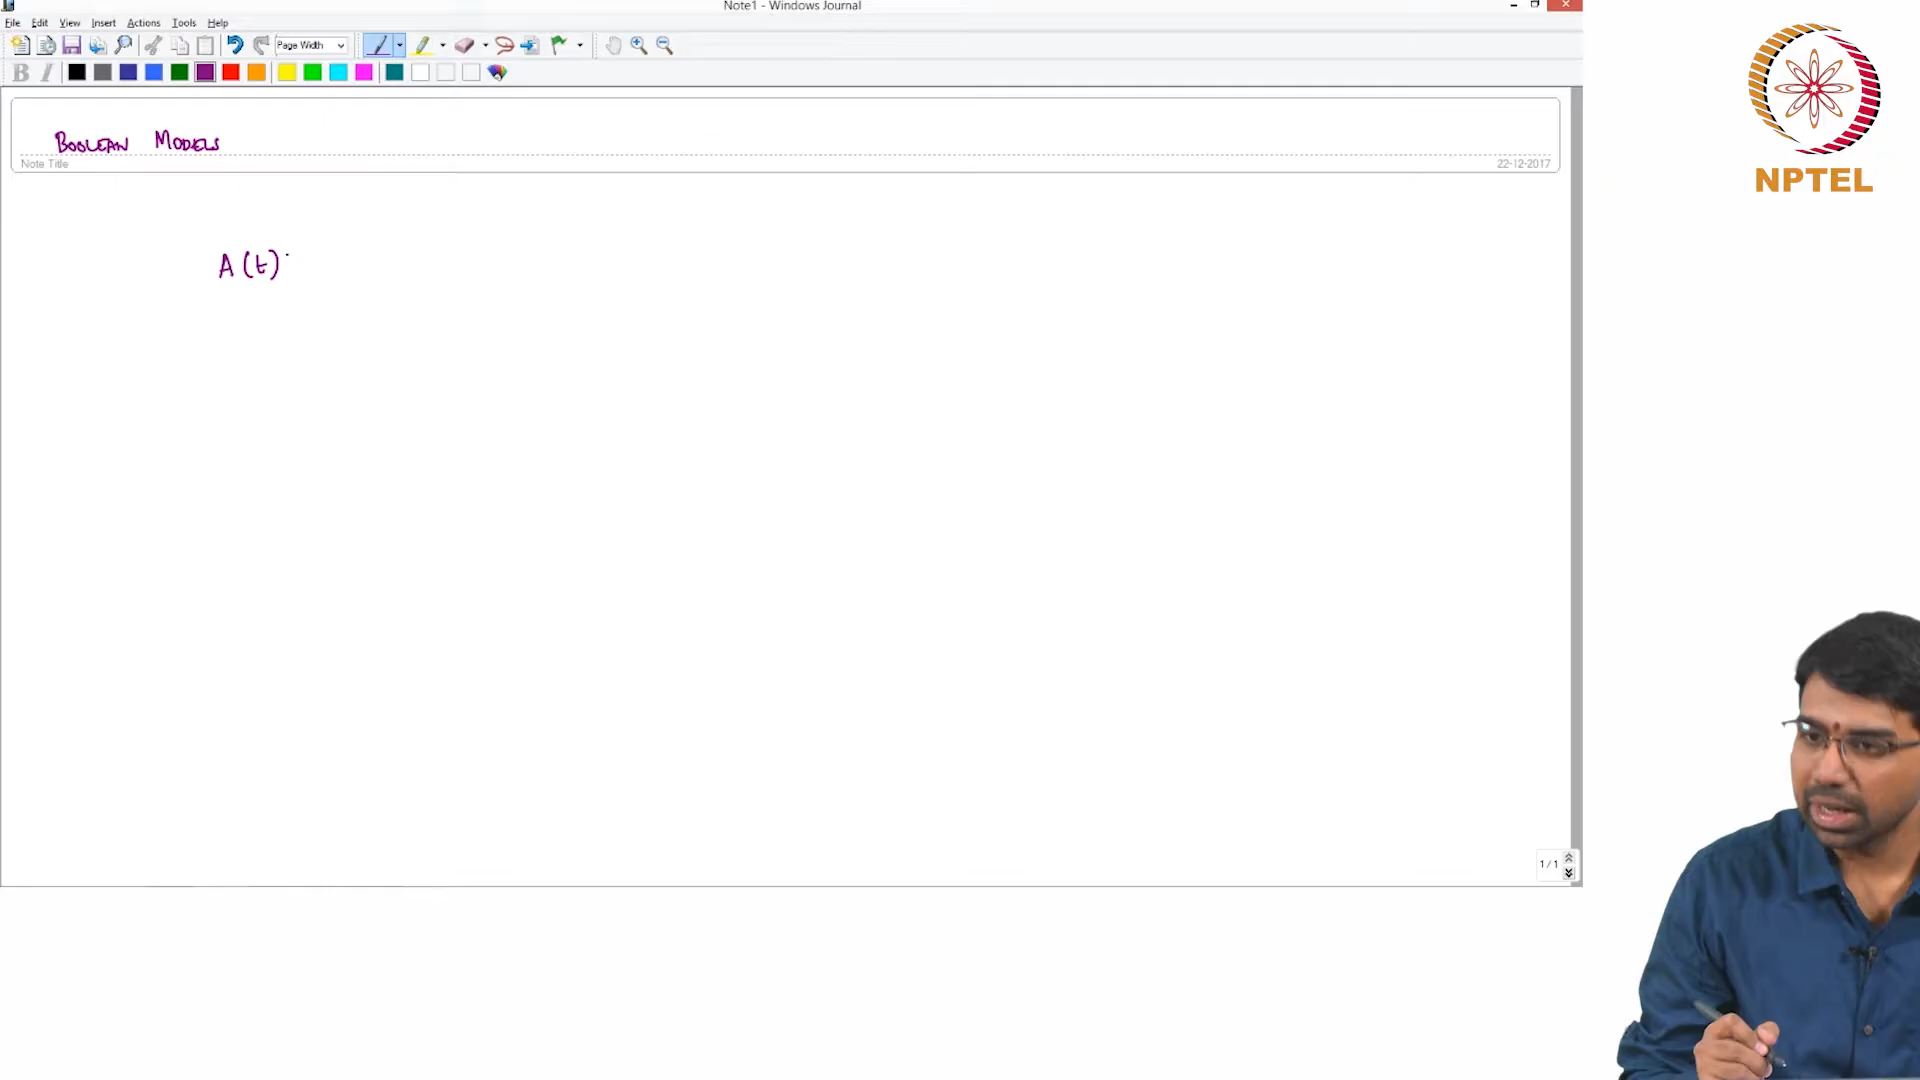 Note1 - Windows Journal
File Edit View Insert Actions Tools Help
Page Width
B I
BOOLEAN MODELS
Note Title
22-12-2017
A (t)
1 / 1
NPTEL